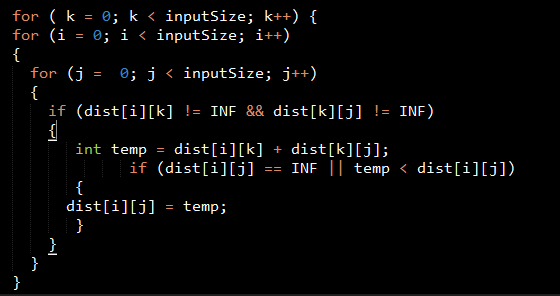 for ( k = 0; k < inputSize; k++) {
for (i = 0; i < inputSize; i++)
{
for (j =  0; j < inputSize; j++)
{
if (dist[i][k] != INF && dist[k][j] != INF)
{
int temp = dist[i][k] + dist[k][j];
if (dist[i][j] == INF || temp < dist[i][j])
{
dist[i][j] = temp;
}
}
}
}